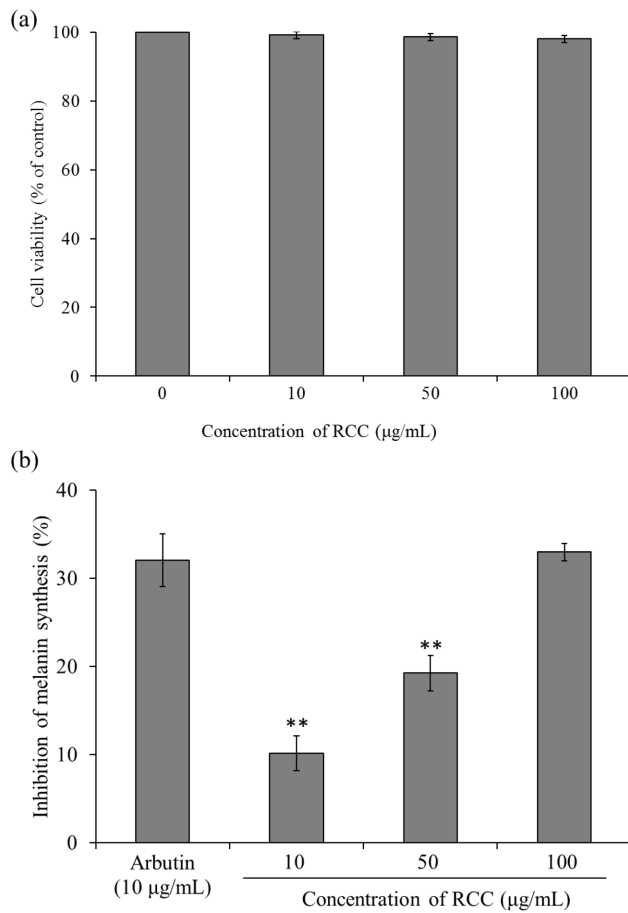 (a)
Cell viability (% of control)
100
80
60
40
20
0
0 10 50 100
Concentration of RCC (μg/mL)
(b)
Inhibition of melanin synthesis (%)
40
30
20
10
0
**
**
Arbutin
(10 μg/mL)
10 50 100
Concentration of RCC (μg/mL)